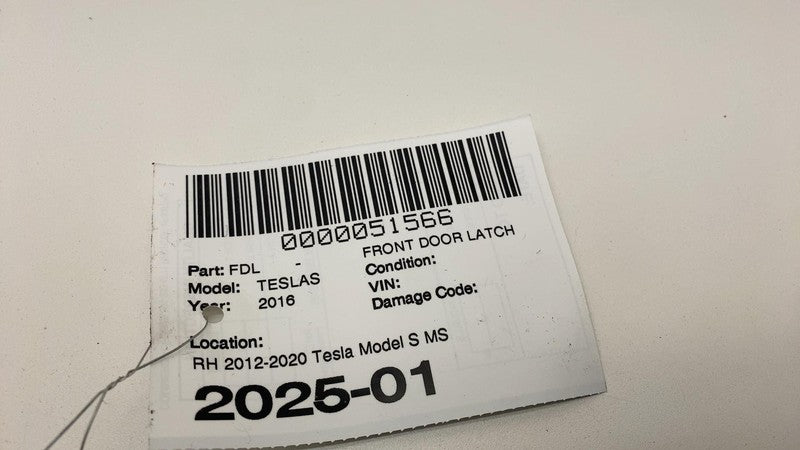 0000051566
Part: FDL - FRONT DOOR LATCH
Model: TESLAS Condition:
Year: 2016 VIN:
Damage Code:
Location:
RH 2012-2020 Tesla Model S MS
2025-01